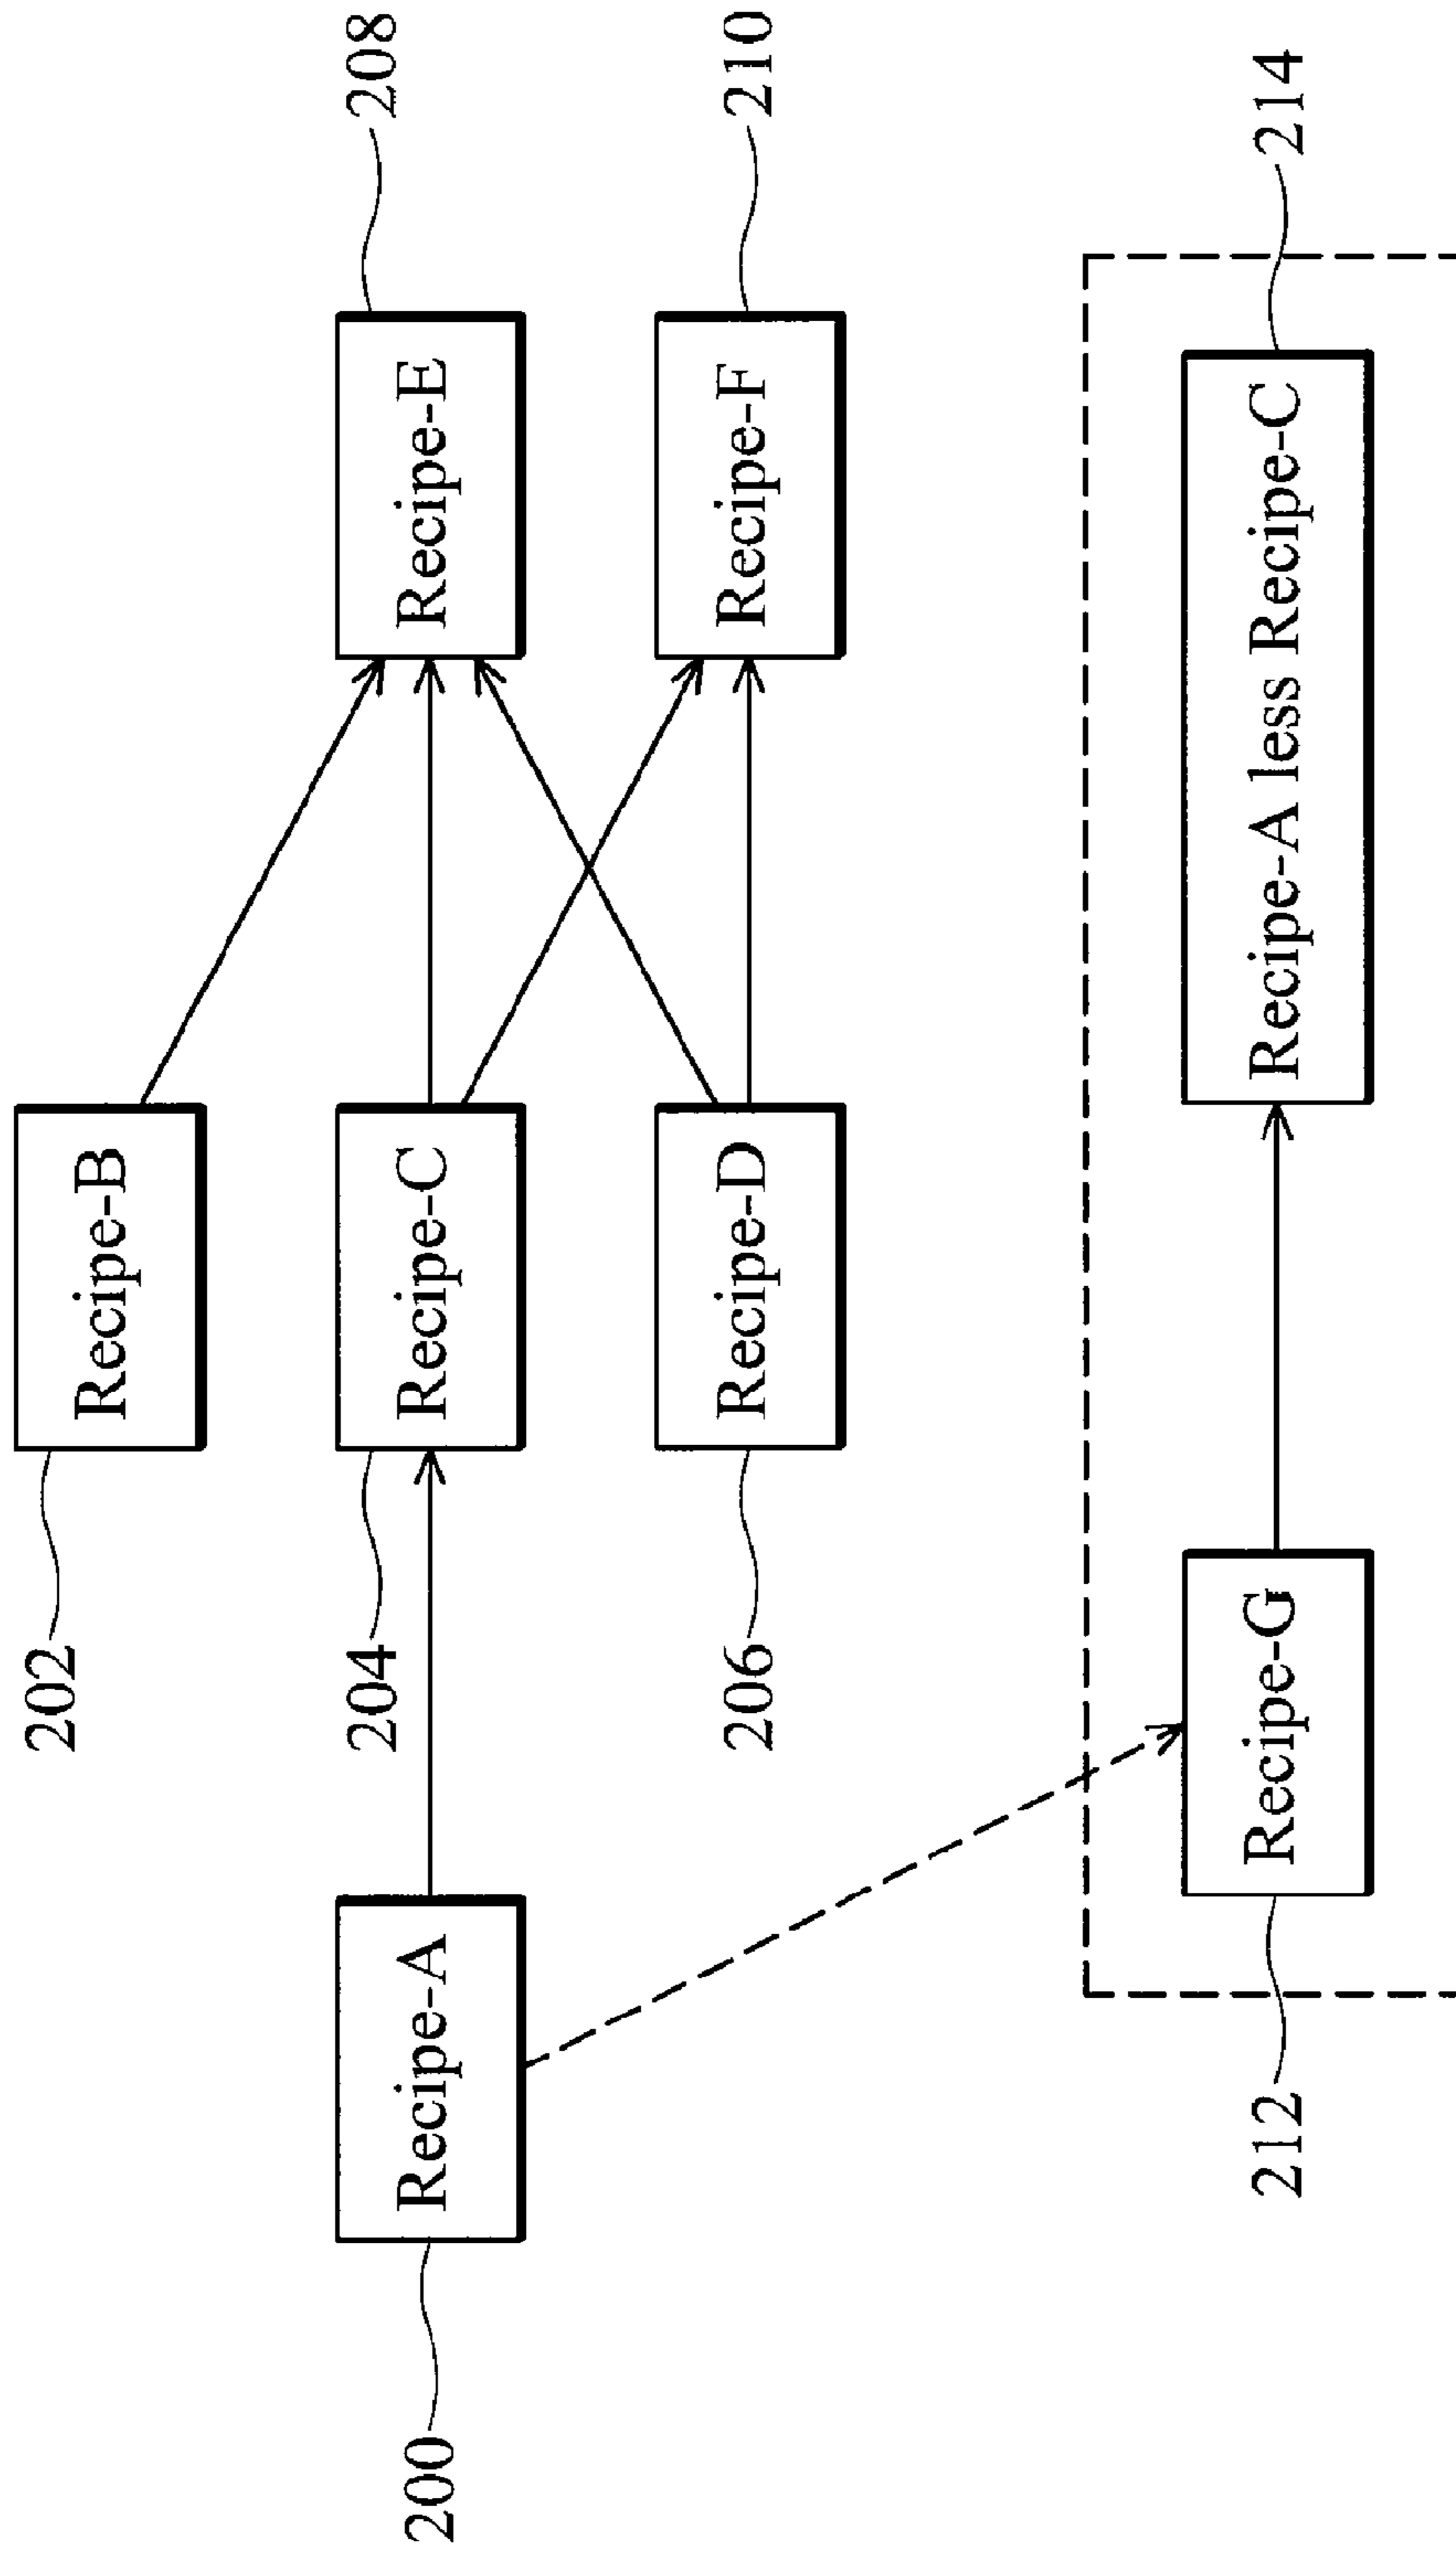 202
Recipe-B
200
Recipe-A
204
Recipe-C
Recipe-E
208
206
Recipe-D
Recipe-F
210
212
Recipe-G
Recipe-A less Recipe-C
214